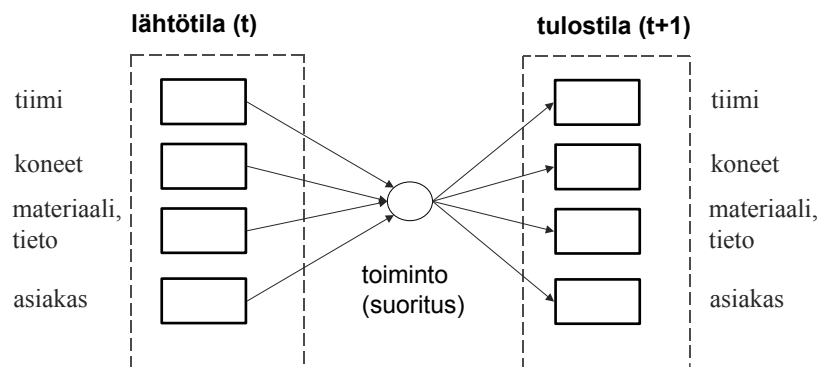 lähtötila (t)
tulostila (t+1)
tiimi
tiimi
koneet
koneet
materiaali,
tieto
materiaali,
tieto
toiminto
(suoritus)
asiakas
asiakas